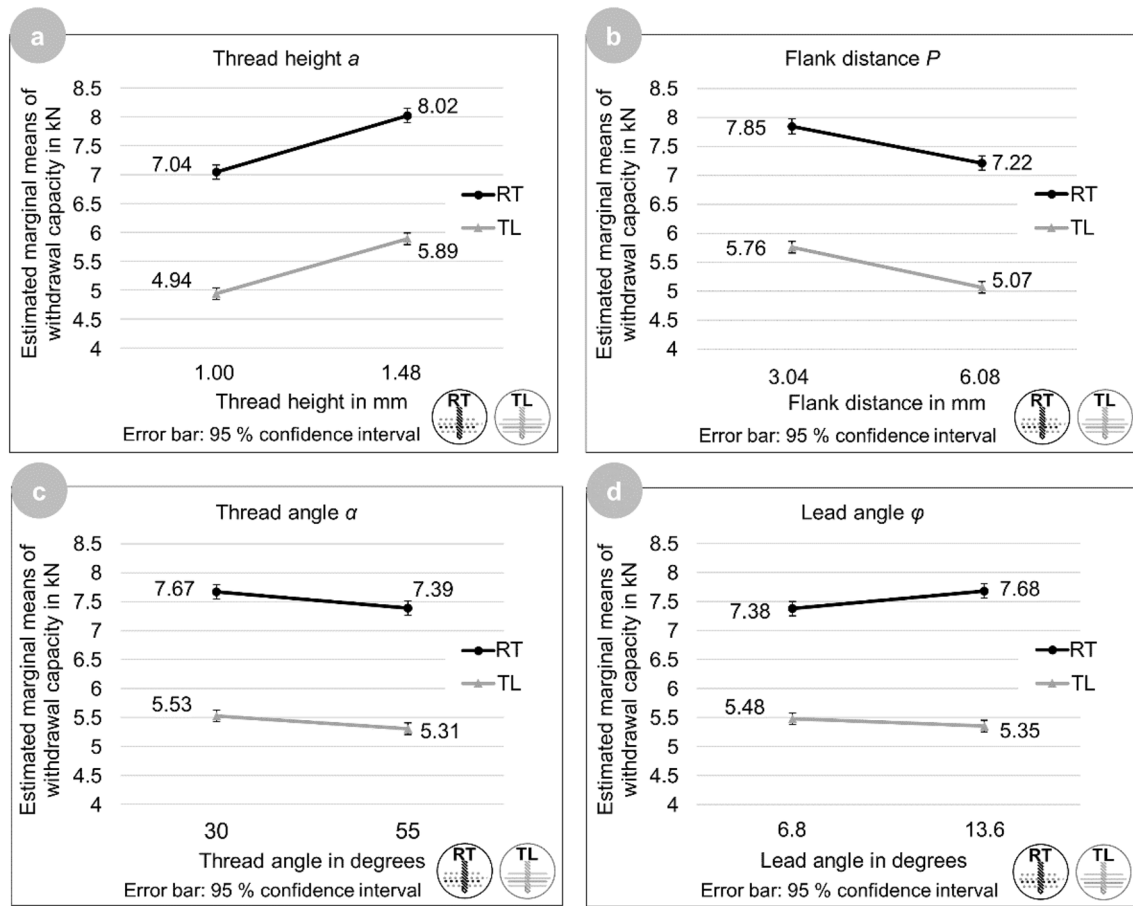 a
Thread height a
Estimated marginal means of
withdrawal capacity in kN
8.5
8
7.5
7
6.5
6
5.5
5
4.5
4
7.04
8.02
4.94
5.89
RT
TL
1.00
1.48
Thread height in mm
Error bar: 95 % confidence interval
RT
TL
b
Flank distance P
Estimated marginal means of
withdrawal capacity in kN
8.5
8
7.5
7
6.5
6
5.5
5
4.5
4
7.85
7.22
5.76
5.07
RT
TL
3.04
6.08
Flank distance in mm
Error bar: 95 % confidence interval
RT
TL
c
Thread angle α
Estimated marginal means of
withdrawal capacity in kN
8.5
8
7.5
7
6.5
6
5.5
5
4.5
4
7.67
7.39
5.53
5.31
RT
TL
30
55
Thread angle in degrees
Error bar: 95 % confidence interval
RT
TL
d
Lead angle φ
Estimated marginal means of
withdrawal capacity in kN
8.5
8
7.5
7
6.5
6
5.5
5
4.5
4
7.38
7.68
5.48
5.35
RT
TL
6.8
13.6
Lead angle in degrees
Error bar: 95 % confidence interval
RT
TL